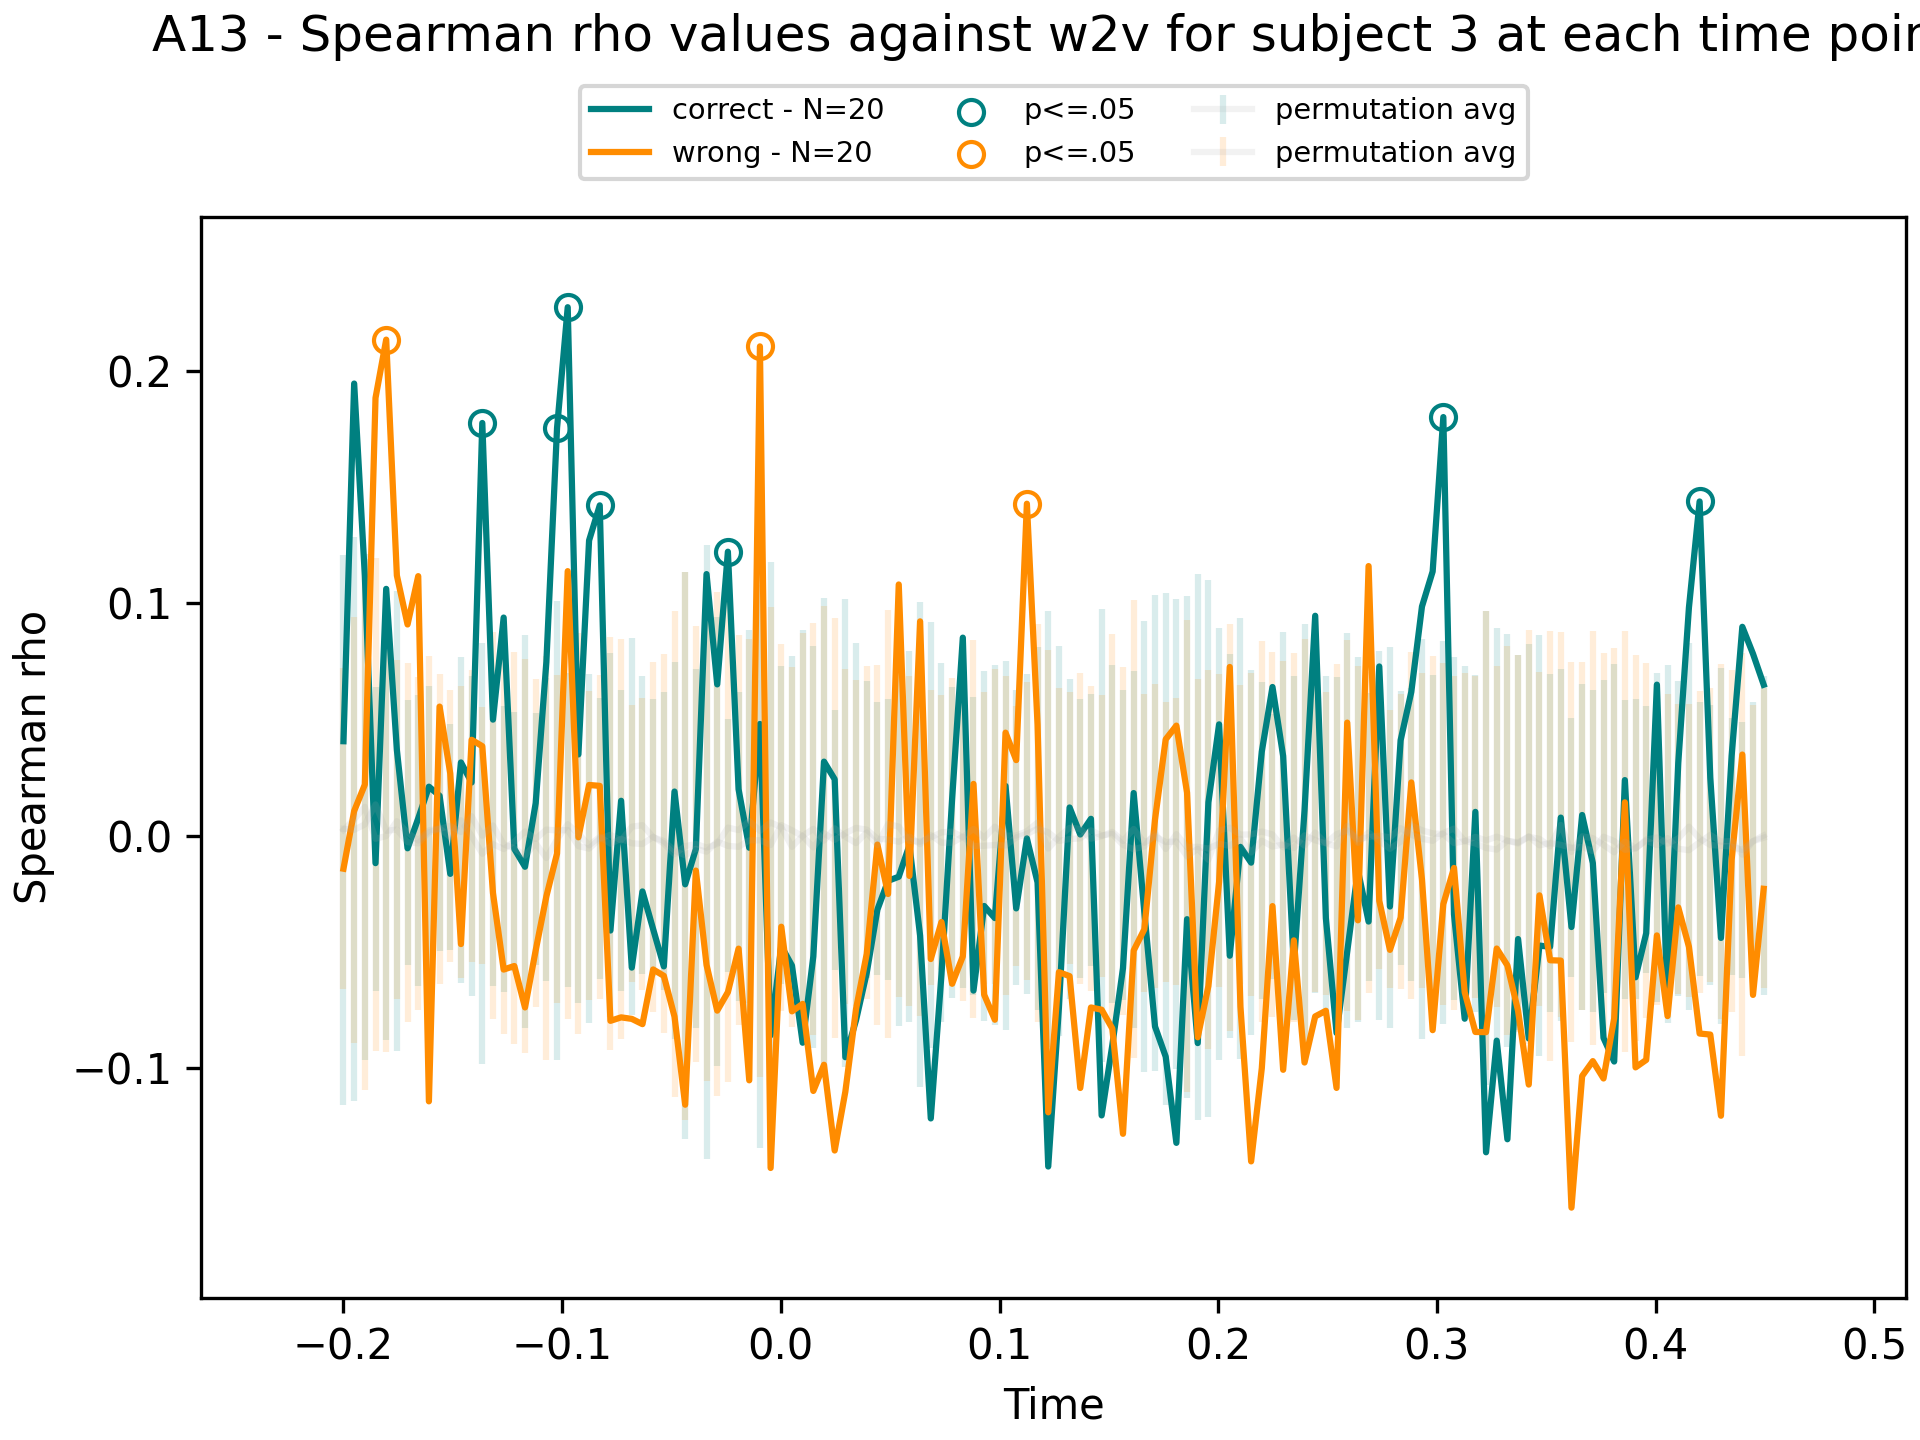 A13 - Spearman rho values against w2v for subject 3 at each time
correct - N=20 p<=.05 permutation avg
wrong - N=20 p<=.05 permutation avg
Spearman rho
0.2
0.1
0.0
−0.1
−0.2 −0.1 0.0 0.1 0.2 0.3 0.4 0.5
Time